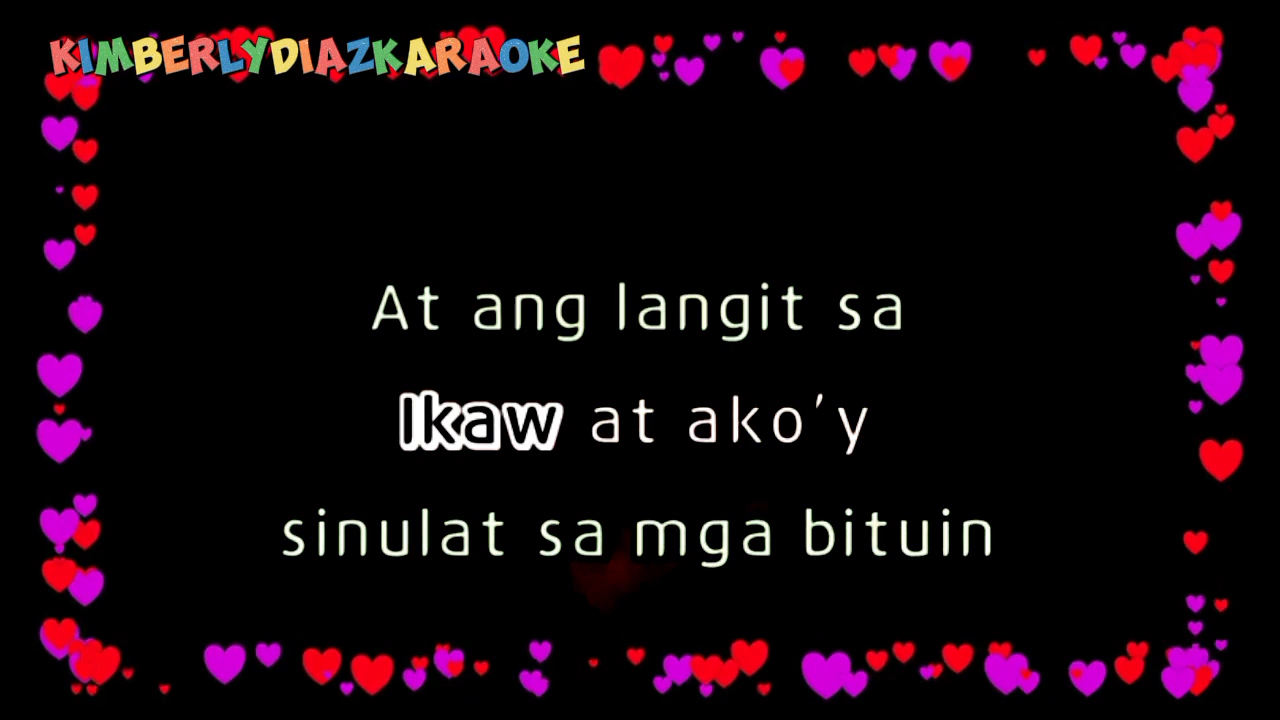 KIMBERLYDIAZKARAOKE
At ang langit sa
Ikaw at ako'y
sinulat sa mga bituin